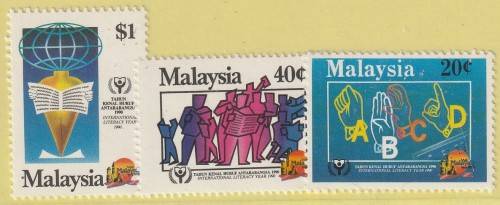 $1
TAHUN
KENAL HURUF
ANTARABANGSA
1990
INTERNATIONAL
LITERACY YEAR
1990
Malaysia
Malaysia 40¢
TAHUN KENAL HURUF ANTARABANGSA 1990
INTERNATIONAL LITERACY YEAR 1990
Malaysia
20¢
A B C D
TAHUN KENAL HURUF ANTARABANGSA 1990
INTERNATIONAL LITERACY YEAR 1990